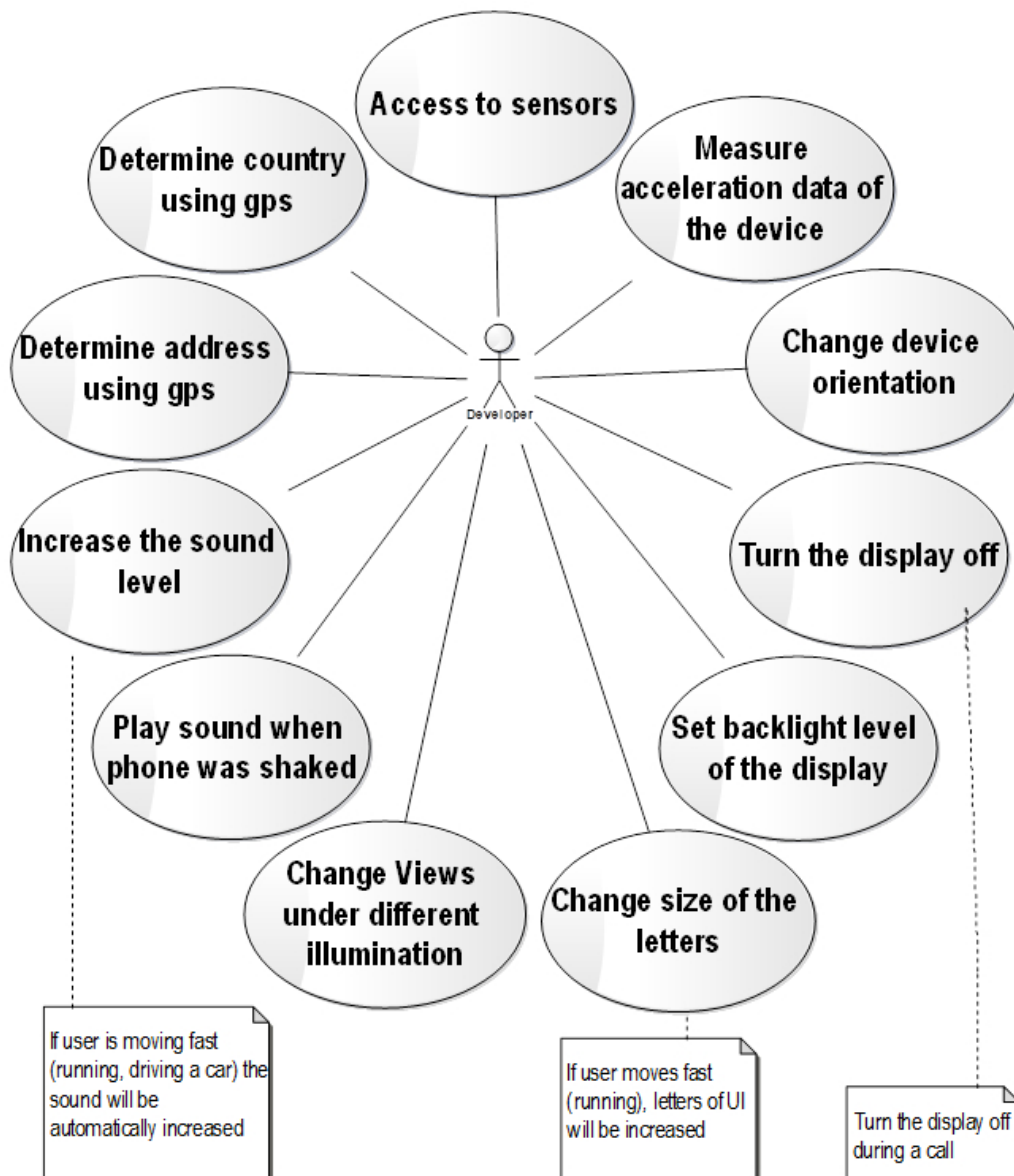 Access to sensors
Determine country
using gps
Measure
acceleration data of
the device
Determine address
using gps
Change device
orientation
Developer
Increase the sound
level
Turn the display off
Play sound when
phone was shaked
Set backlight level
of the display
Change Views
under different
illumination
Change size of the
letters
If user is moving fast
(running, driving a car) the
sound will be
automatically increased
If user moves fast
(running), letters of UI
will be increased
Turn the display off
during a call